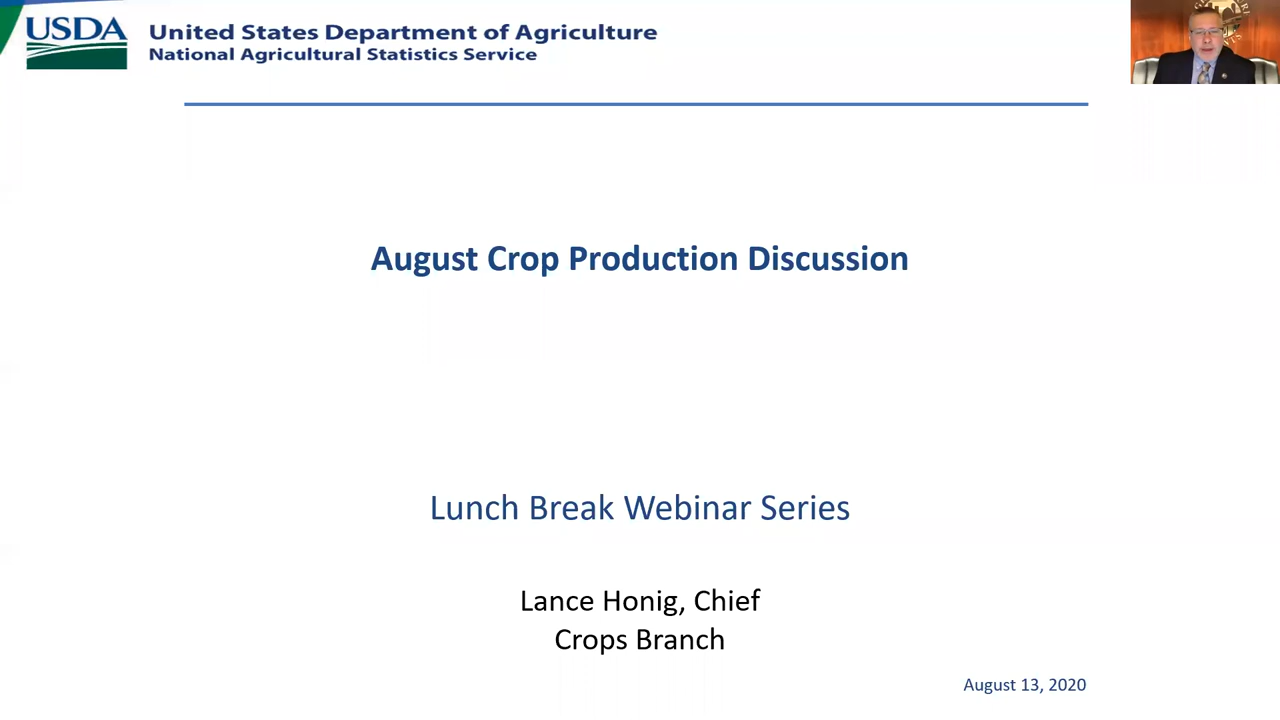 USDA
United States Department of Agriculture
National Agricultural Statistics Service
August Crop Production Discussion
Lunch Break Webinar Series
Lance Honig, Chief
Crops Branch
August 13, 2020